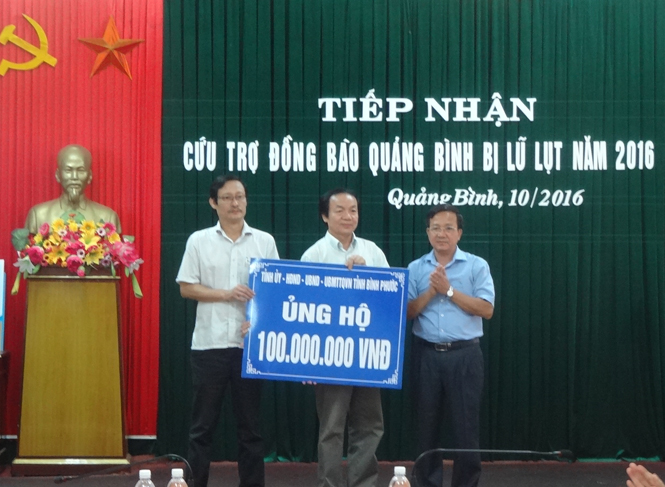 TIẾP NHẬN
CỨU TRỢ ĐỒNG BÀO QUẢNG BÌNH BỊ LŨ LỤT NĂM 2016
Quảng Bình, 10/2016
TỈNH ỦY - HĐND - UBND - UBMTTQVN TỈNH BÌNH PHƯỚC
ỦNG HỘ
100.000.000 VNĐ